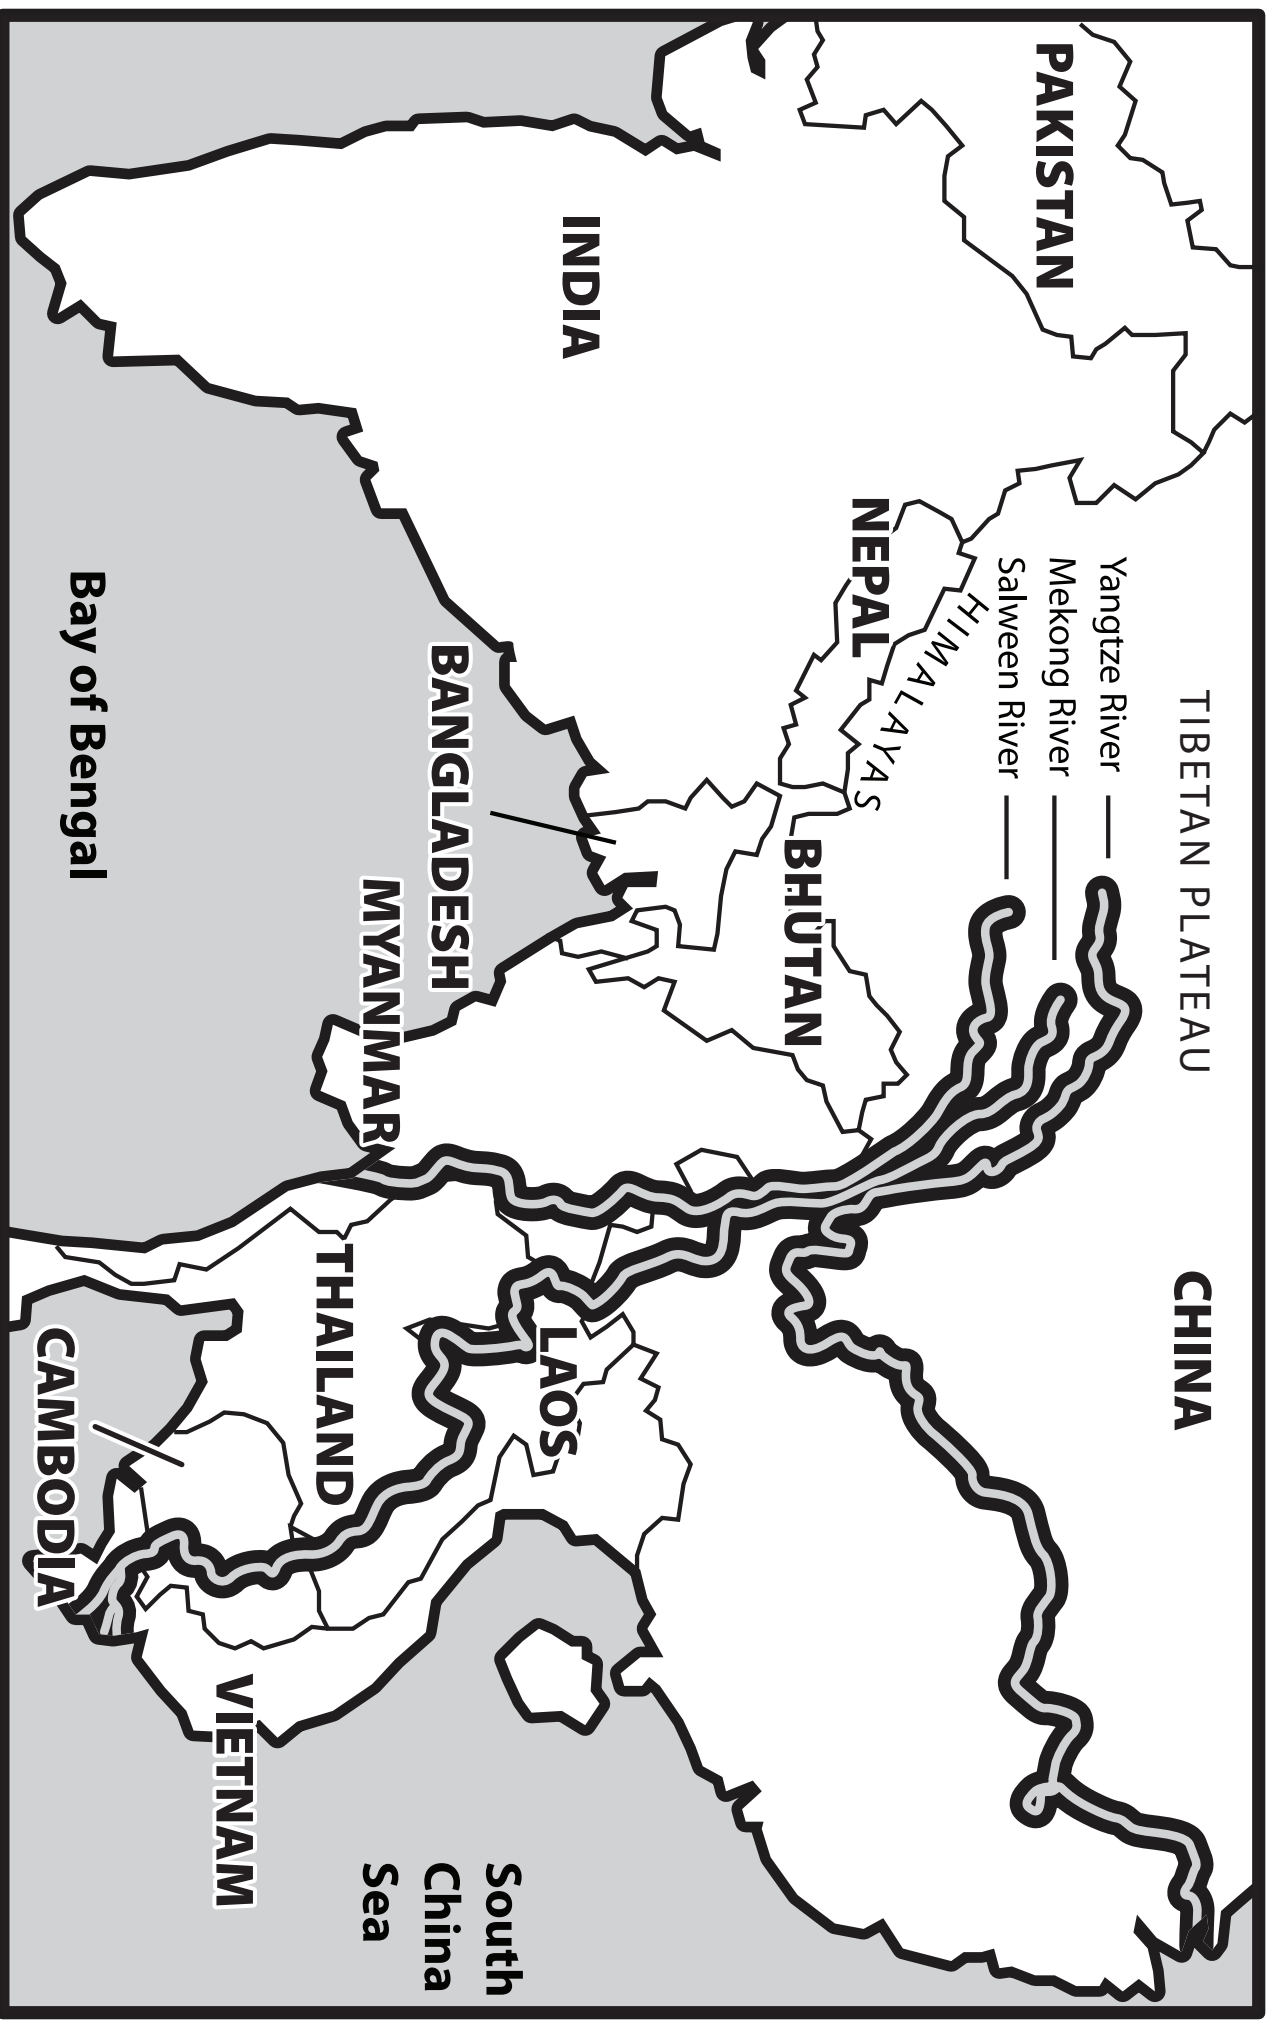 PAKISTAN
TIBETAN PLATEAU
CHINA
Yangtze River
Mekong River
Salween River
HIMALAYAS
NEPAL
BHUTAN
INDIA
BANGLADESH
MYANMAR
LAOS
South
China
Sea
THAILAND
VIETNAM
Bay of Bengal
CAMBODIA